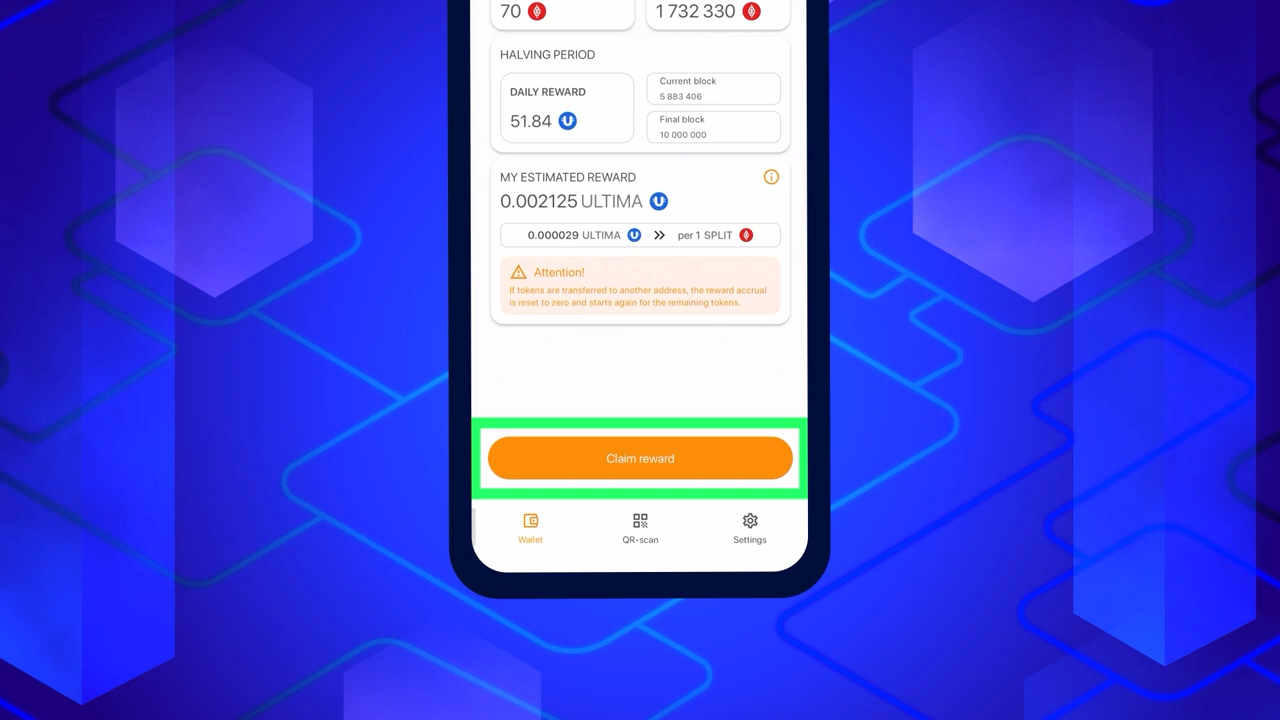 70
1 732 330
HALVING PERIOD
DAILY REWARD
51.84
Current block
5 883 406
Final block
10 000 000
MY ESTIMATED REWARD
0.002125 ULTIMA
0.000029 ULTIMA
per 1 SPLIT
Attention!
If tokens are transferred to another address, the reward accrual
is reset to zero and starts again for the remaining tokens.
Claim reward
Wallet
QR-scan
Settings